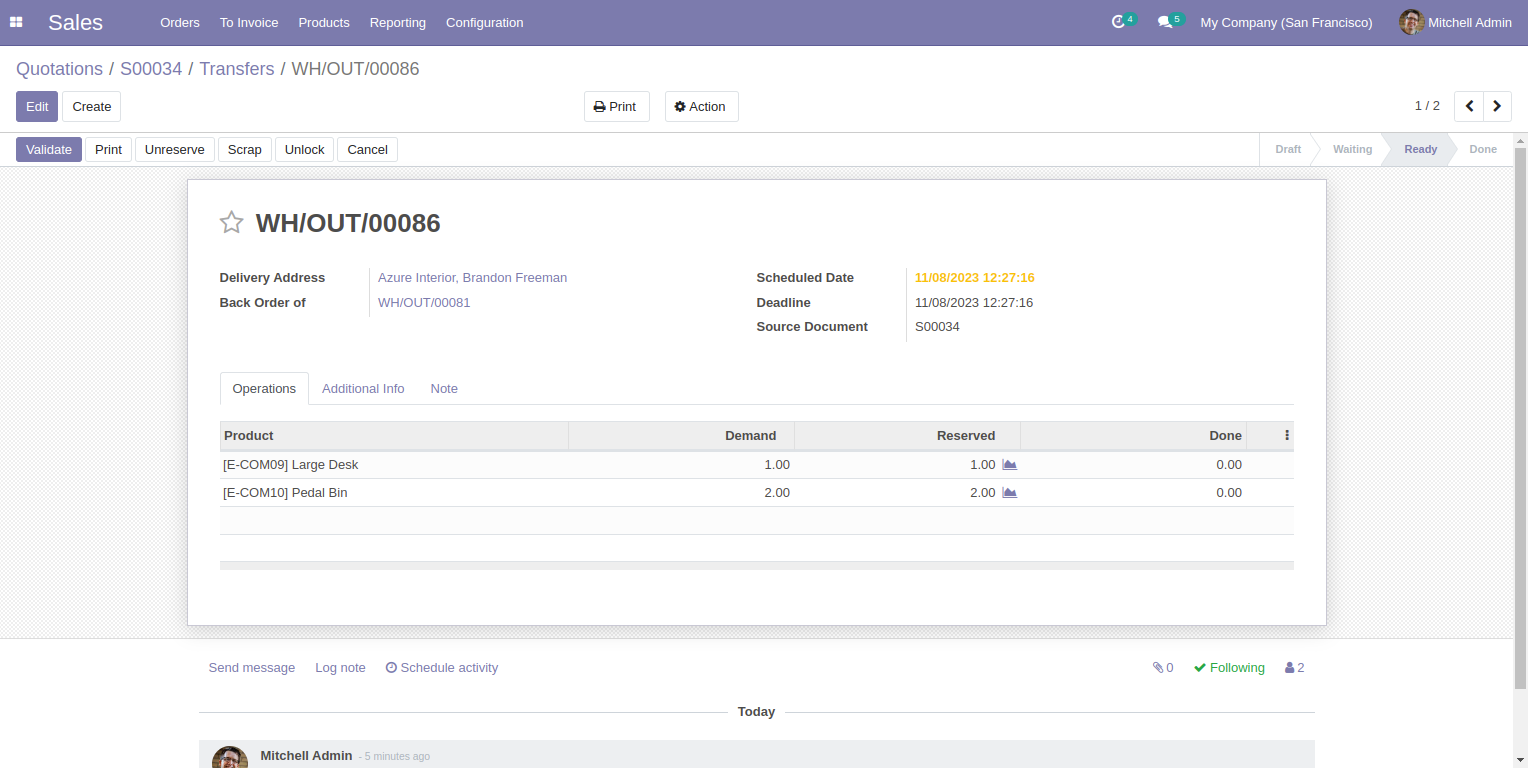 Sales Orders To Invoice Products Reporting Configuration 4 5 My Company (San Francisco) Mitchell Admin
Quotations / S00034 / Transfers / WH/OUT/00086
Edit Create Print Action 1 / 2
Validate Print Unreserve Scrap Unlock Cancel Draft Waiting Ready Done
WH/OUT/00086
Delivery Address Azure Interior, Brandon Freeman Scheduled Date 11/08/2023 12:27:16
Back Order of WH/OUT/00081 Deadline 11/08/2023 12:27:16
Source Document S00034
Operations Additional Info Note
Product Demand Reserved Done
[E-COM09] Large Desk 1.00 1.00 0.00
[E-COM10] Pedal Bin 2.00 2.00 0.00
Send message Log note Schedule activity 0 Following 2
Today
Mitchell Admin - 5 minutes ago